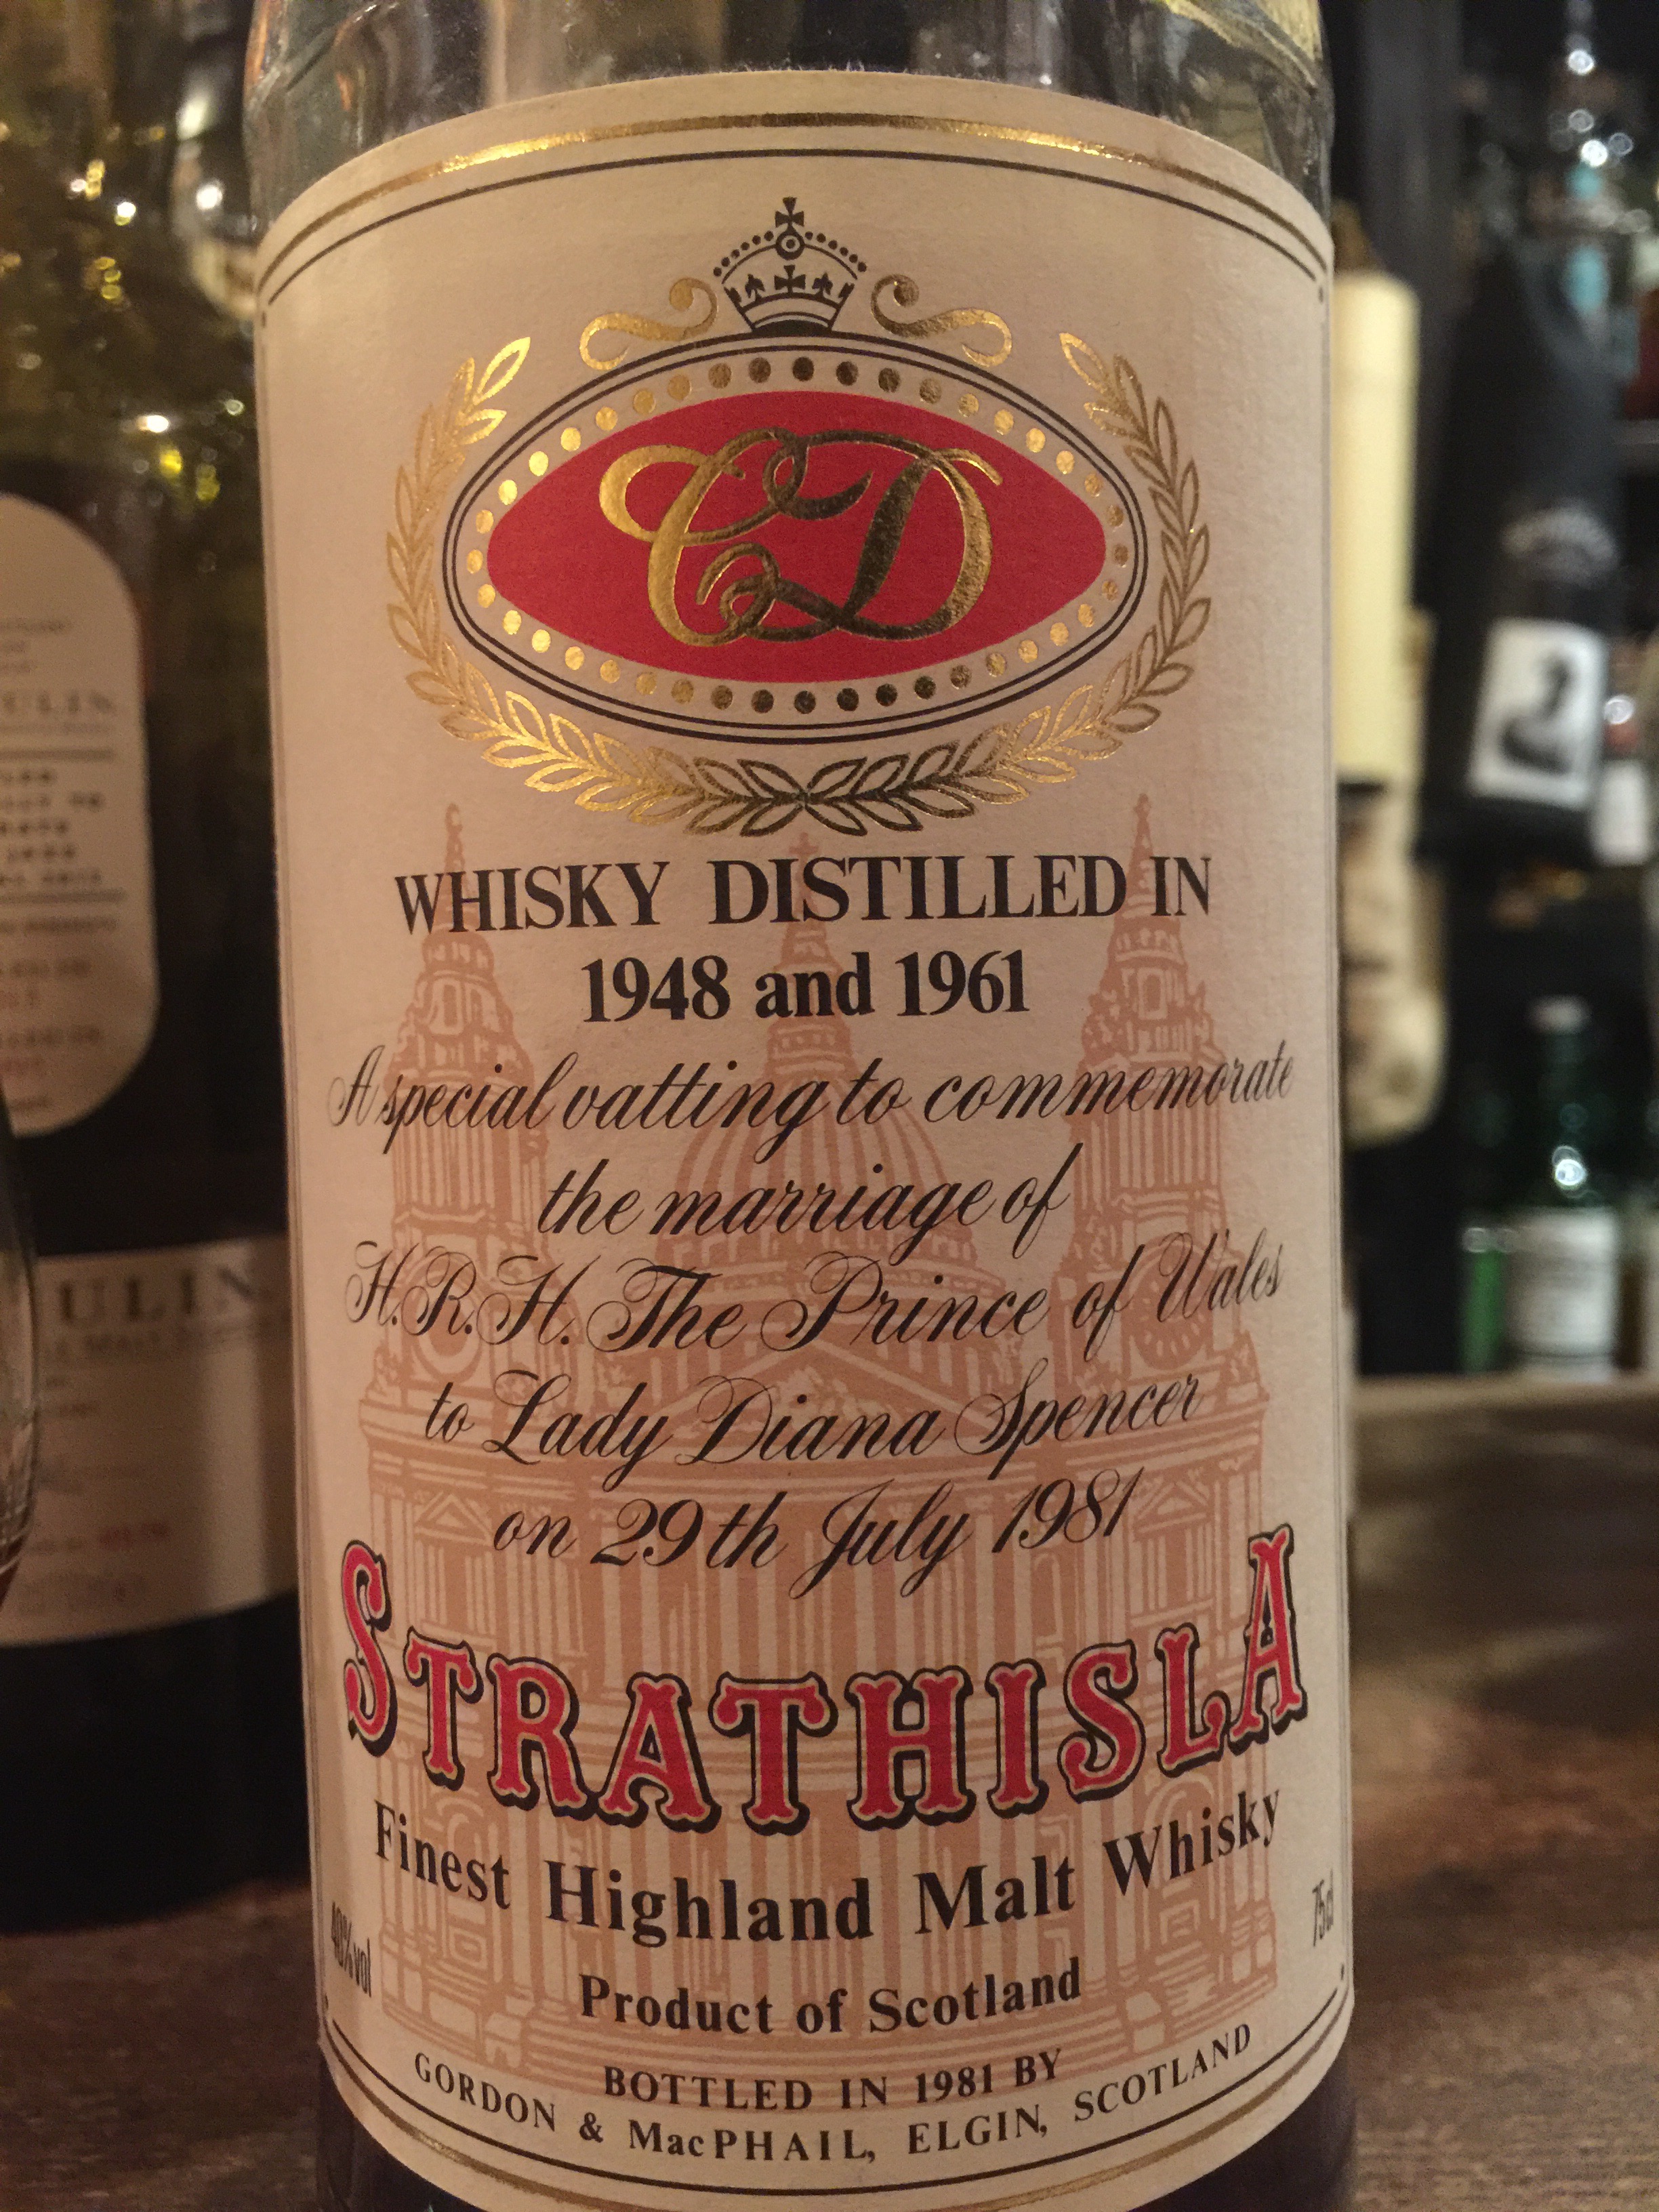 CD
WHISKY DISTILLED IN
1948 and 1961
A special vatting to commemorate
the marriage of
H.R.H. The Prince of Wales
to Lady Diana Spencer
on 29th July 1981
STRATHISLA
Finest Highland Malt Whisky
40%vol
75cl
Product of Scotland
BOTTLED IN 1981 BY
GORDON & MacPHAIL, ELGIN, SCOTLAND
ULIN
ULIN